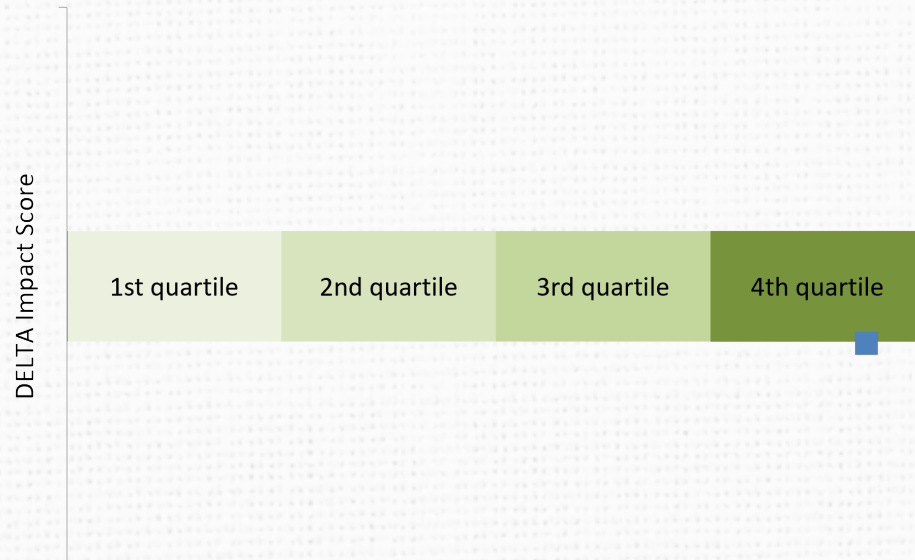 DELTA Impact Score
1st quartile
2nd quartile
3rd quartile
4th quartile